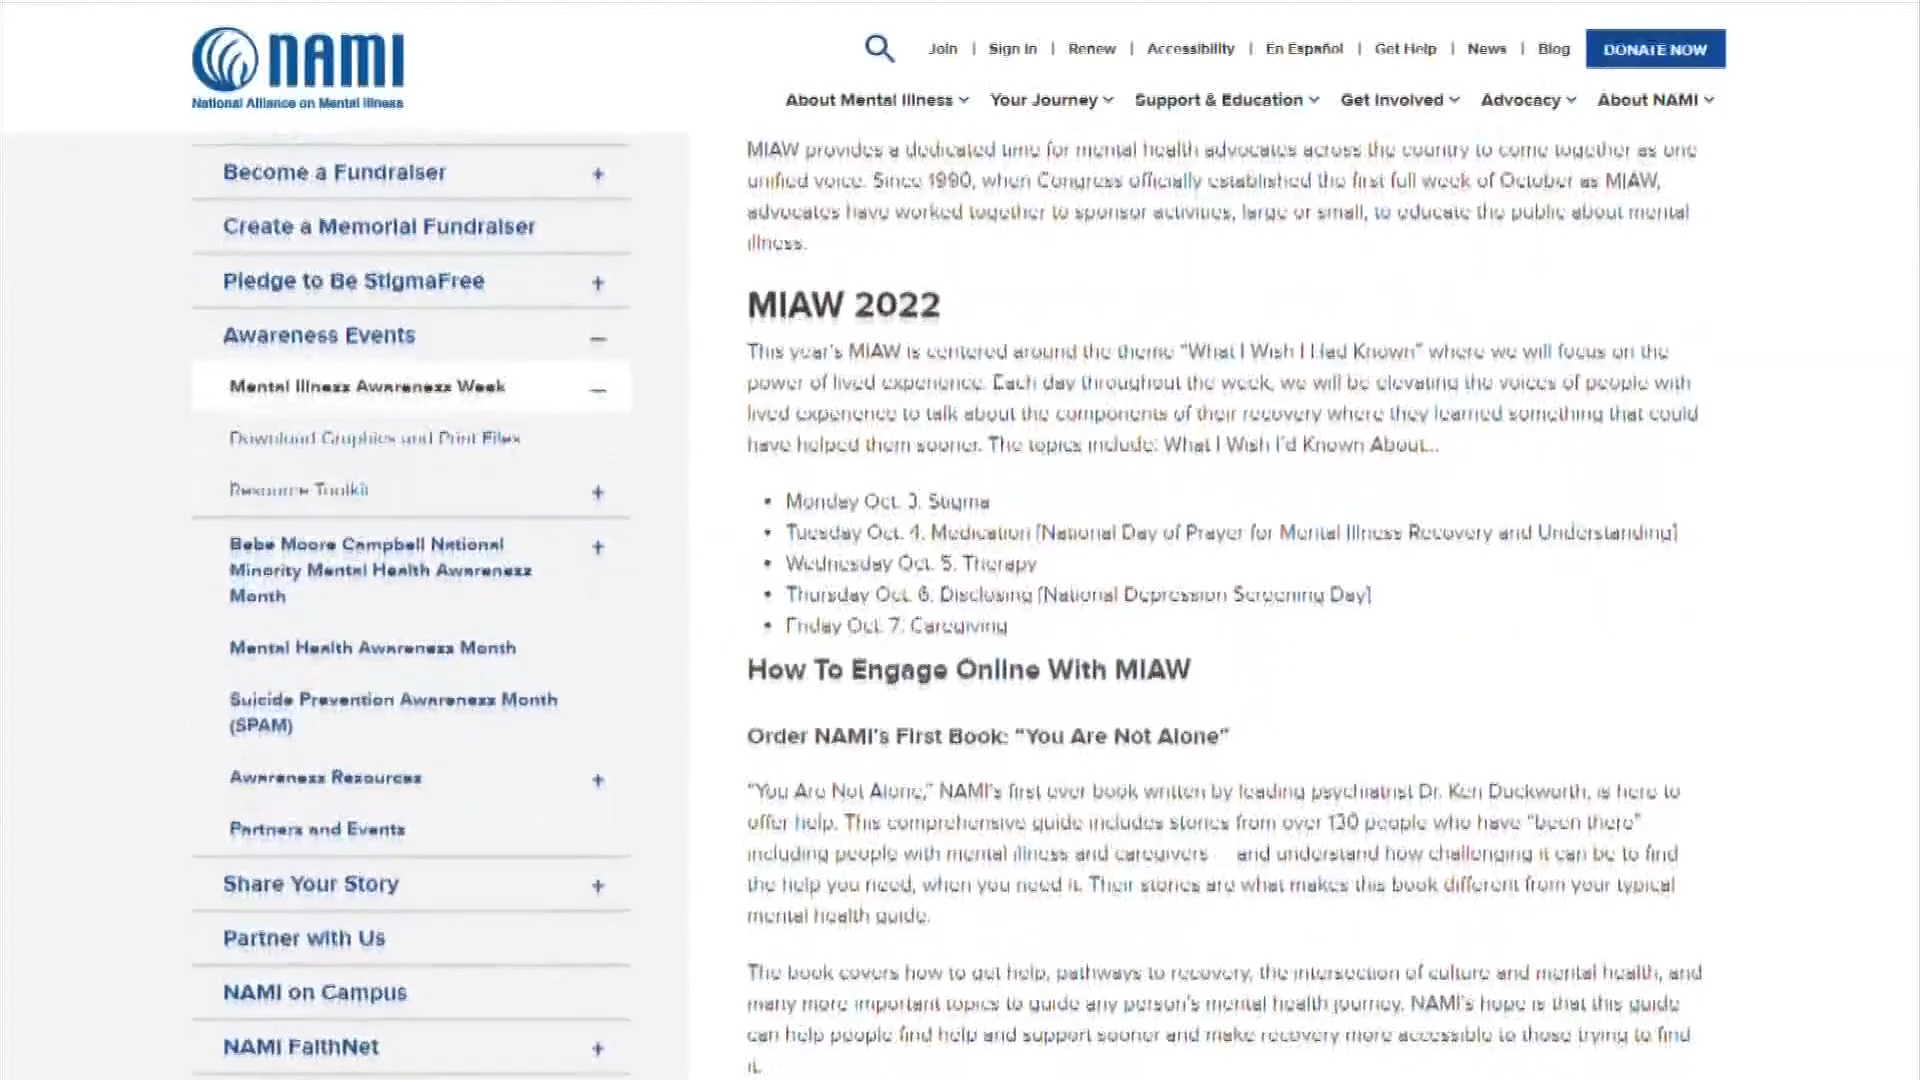 NAMI
National Alliance on Mental Illness
Join | Sign In | Renew | Accessibility | En Español | Get Help | News | Blog
DONATE NOW
About Mental Illness
Your Journey
Support & Education
Get Involved
Advocacy
About NAMI
Become a Fundraiser +
Create a Memorial Fundraiser
Pledge to Be StigmaFree +
Awareness Events –
Mental Illness Awareness Week –
Download Graphics and Print Files
Resource Toolkit +
Bebe Moore Campbell National +
Minority Mental Health Awareness
Month
Mental Health Awareness Month
Suicide Prevention Awareness Month
(SPAM)
Awareness Resources +
Partners and Events
Share Your Story +
Partner with Us
NAMI on Campus
NAMI FaithNet +
MIAW provides a dedicated time for mental health advocates across the country to come together as one
unified voice. Since 1990, when Congress officially established the first full week of October as MIAW,
advocates have worked together to sponsor activities, large or small, to educate the public about mental
illness.
MIAW 2022
This year's MIAW is centered around the theme “What I Wish I Had Known” where we will focus on the
power of lived experience. Each day throughout the week, we will be elevating the voices of people with
lived experience to talk about the components of their recovery where they learned something that could
have helped them sooner. The topics include: What I Wish I'd Known About...
• Monday Oct. 3: Stigma
• Tuesday Oct. 4: Medication [National Day of Prayer for Mental Illness Recovery and Understanding]
• Wednesday Oct. 5: Therapy
• Thursday Oct. 6: Disclosing [National Depression Screening Day]
• Friday Oct. 7: Caregiving
How To Engage Online With MIAW
Order NAMI's First Book: “You Are Not Alone”
“You Are Not Alone,” NAMI's first ever book written by leading psychiatrist Dr. Ken Duckworth, is here to
offer help. This comprehensive guide includes stories from over 130 people who have “been there”
including people with mental illness and caregivers and understand how challenging it can be to find
the help you need, when you need it. Their stories are what makes this book different from your typical
mental health guide.
The book covers how to get help, pathways to recovery, the intersection of culture and mental health, and
many more important topics to guide any person's mental health journey. NAMI's hope is that this guide
can help people find help and support sooner and make recovery more accessible to those trying to find
it.